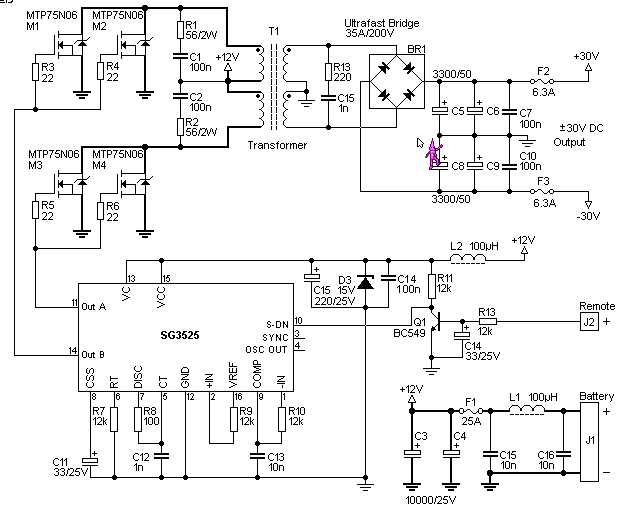 MTP75N06
M1
MTP75N06
M2
R3
22
R4
22
R1
56/2W
C1
100n
C2
100n
R2
56/2W
+12V
T1
Transformer
Ultrafast Bridge
35A/200V
BR1
R13
220
C15
1n
3300/50
C5
C6
C7
100n
C8
C9
C10
100n
3300/50
F2
6.3A
+30V
±30V DC
Output
F3
6.3A
-30V
MTP75N06
M3
MTP75N06
M4
R5
22
R6
22
13
VC
15
VCC
11
Out A
14
Out B
SG3525
S-DN
10
SYNC
3
OSC OUT
4
CSS
RT
DISC
CT
GND
+IN
VREF
COMP
-IN
8
6
7
5
12
2
16
9
1
R7
12k
R8
100
R9
12k
R10
12k
C11
33/25V
C12
1n
C13
10n
C15
220/25V
D3
15V
C14
100n
L2 100µH
+12V
R11
12k
Q1
BC549
R13
12k
C14
33/25V
Remote
J2
+
+12V
F1
25A
L1 100µH
Battery
+
J1
−
C3
C4
10000/25V
C15
10n
C16
10n